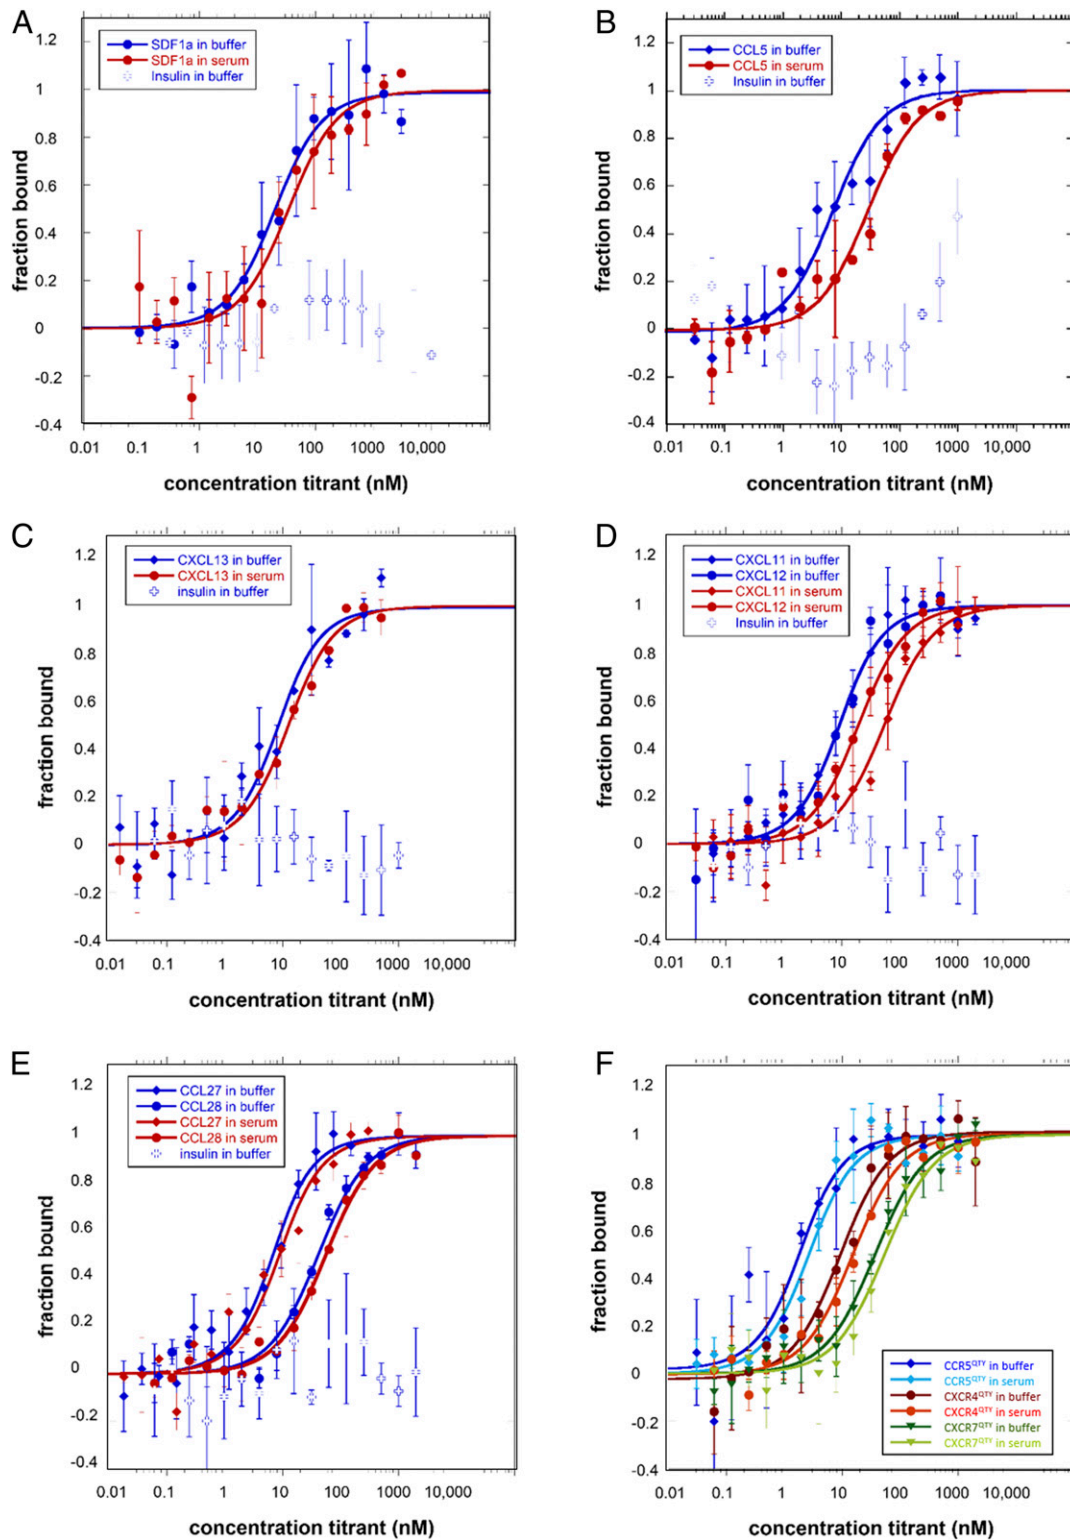 A
SDF1a in buffer
SDF1a in serum
Insulin in buffer
1.2
1
0.8
0.6
0.4
0.2
0
-0.2
-0.4
fraction bound
0.01 0.1 1 10 100 1000 10,000
concentration titrant (nM)
B
CCL5 in buffer
CCL5 in serum
Insulin in buffer
1.2
1
0.8
0.6
0.4
0.2
0
-0.2
-0.4
fraction bound
0.01 0.1 1 10 100 1000 10,000
concentration titrant (nM)
C
CXCL13 in buffer
CXCL13 in serum
insulin in buffer
1.2
1
0.8
0.6
0.4
0.2
0
-0.2
-0.4
fraction bound
0.01 0.1 1 10 100 1000 10,000
concentration titrant (nM)
D
CXCL11 in buffer
CXCL12 in buffer
CXCL11 in serum
CXCL12 in serum
Insulin in buffer
1.2
1
0.8
0.6
0.4
0.2
0
-0.2
-0.4
fraction bound
0.01 0.1 1 10 100 1000 10,000
concentration titrant (nM)
E
CCL27 in buffer
CCL28 in buffer
CCL27 in serum
CCL28 in serum
insulin in buffer
1.2
1
0.8
0.6
0.4
0.2
0
-0.2
-0.4
fraction bound
0.01 0.1 1 10 100 1000 10,000
concentration titrant (nM)
F
1.2
1
0.8
0.6
0.4
0.2
0
-0.2
-0.4
fraction bound
CCR5QTY in buffer
CCR5QTY in serum
CXCR4QTY in buffer
CXCR4QTY in serum
CXCR7QTY in buffer
CXCR7QTY in serum
0.01 0.1 1 10 100 1000 10,000
concentration titrant (nM)